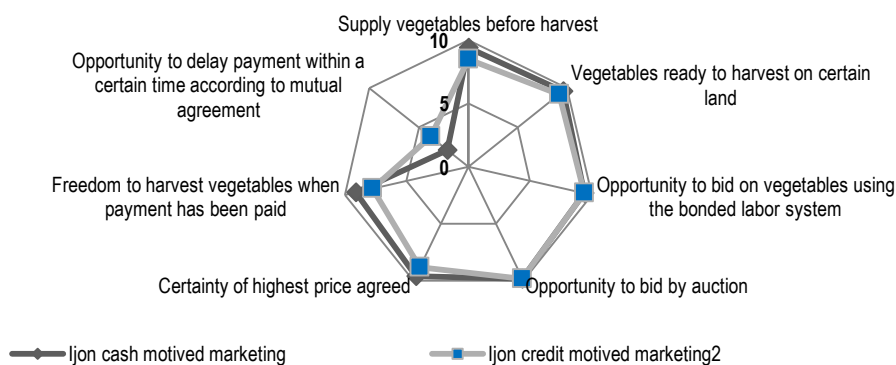 Supply vegetables before harvest
10
Opportunity to delay payment within a
certain time according to mutual
agreement
Vegetables ready to harvest on certain
land
5
0
Freedom to harvest vegetables when
payment has been paid
Opportunity to bid on vegetables using
the bonded labor system
Certainty of highest price agreed
Opportunity to bid by auction
Ijon cash motived marketing
Ijon credit motived marketing2